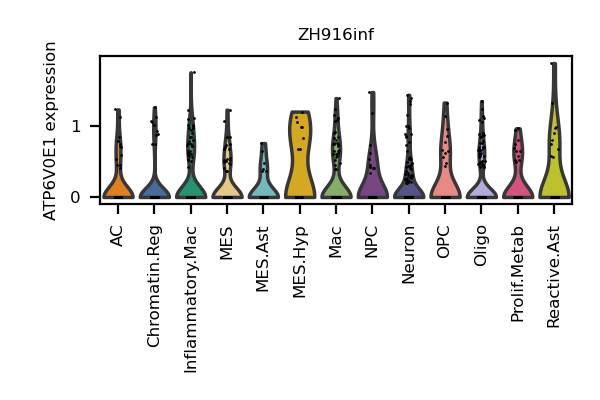 ZH916inf
ATP6V0E1 expression
1
0
AC
Chromatin.Reg
Inflammatory.Mac
MES
MES.Ast
MES.Hyp
Mac
NPC
Neuron
OPC
Oligo
Prolif.Metab
Reactive.Ast